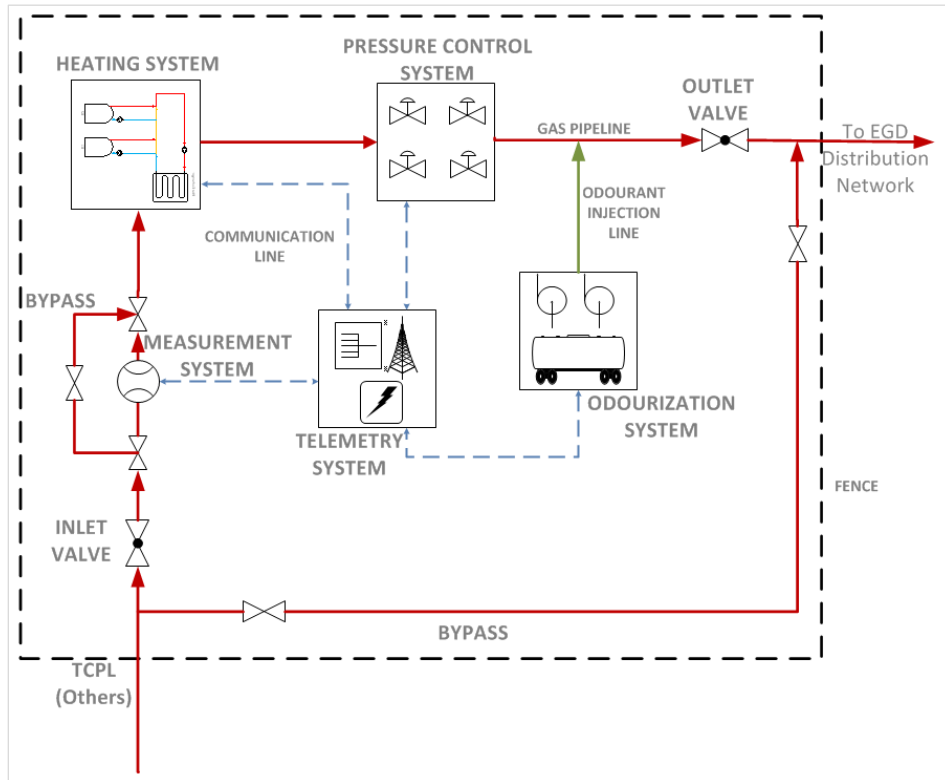 PRESSURE CONTROL
SYSTEM
HEATING SYSTEM
OUTLET
VALVE
GAS PIPELINE
To EGD
Distribution
Network
ODOURANT
INJECTION
LINE
COMMUNICATION
LINE
BYPASS
MEASUREMENT
SYSTEM
TELEMETRY
SYSTEM
ODOURIZATION
SYSTEM
FENCE
INLET
VALVE
BYPASS
TCPL
(Others)